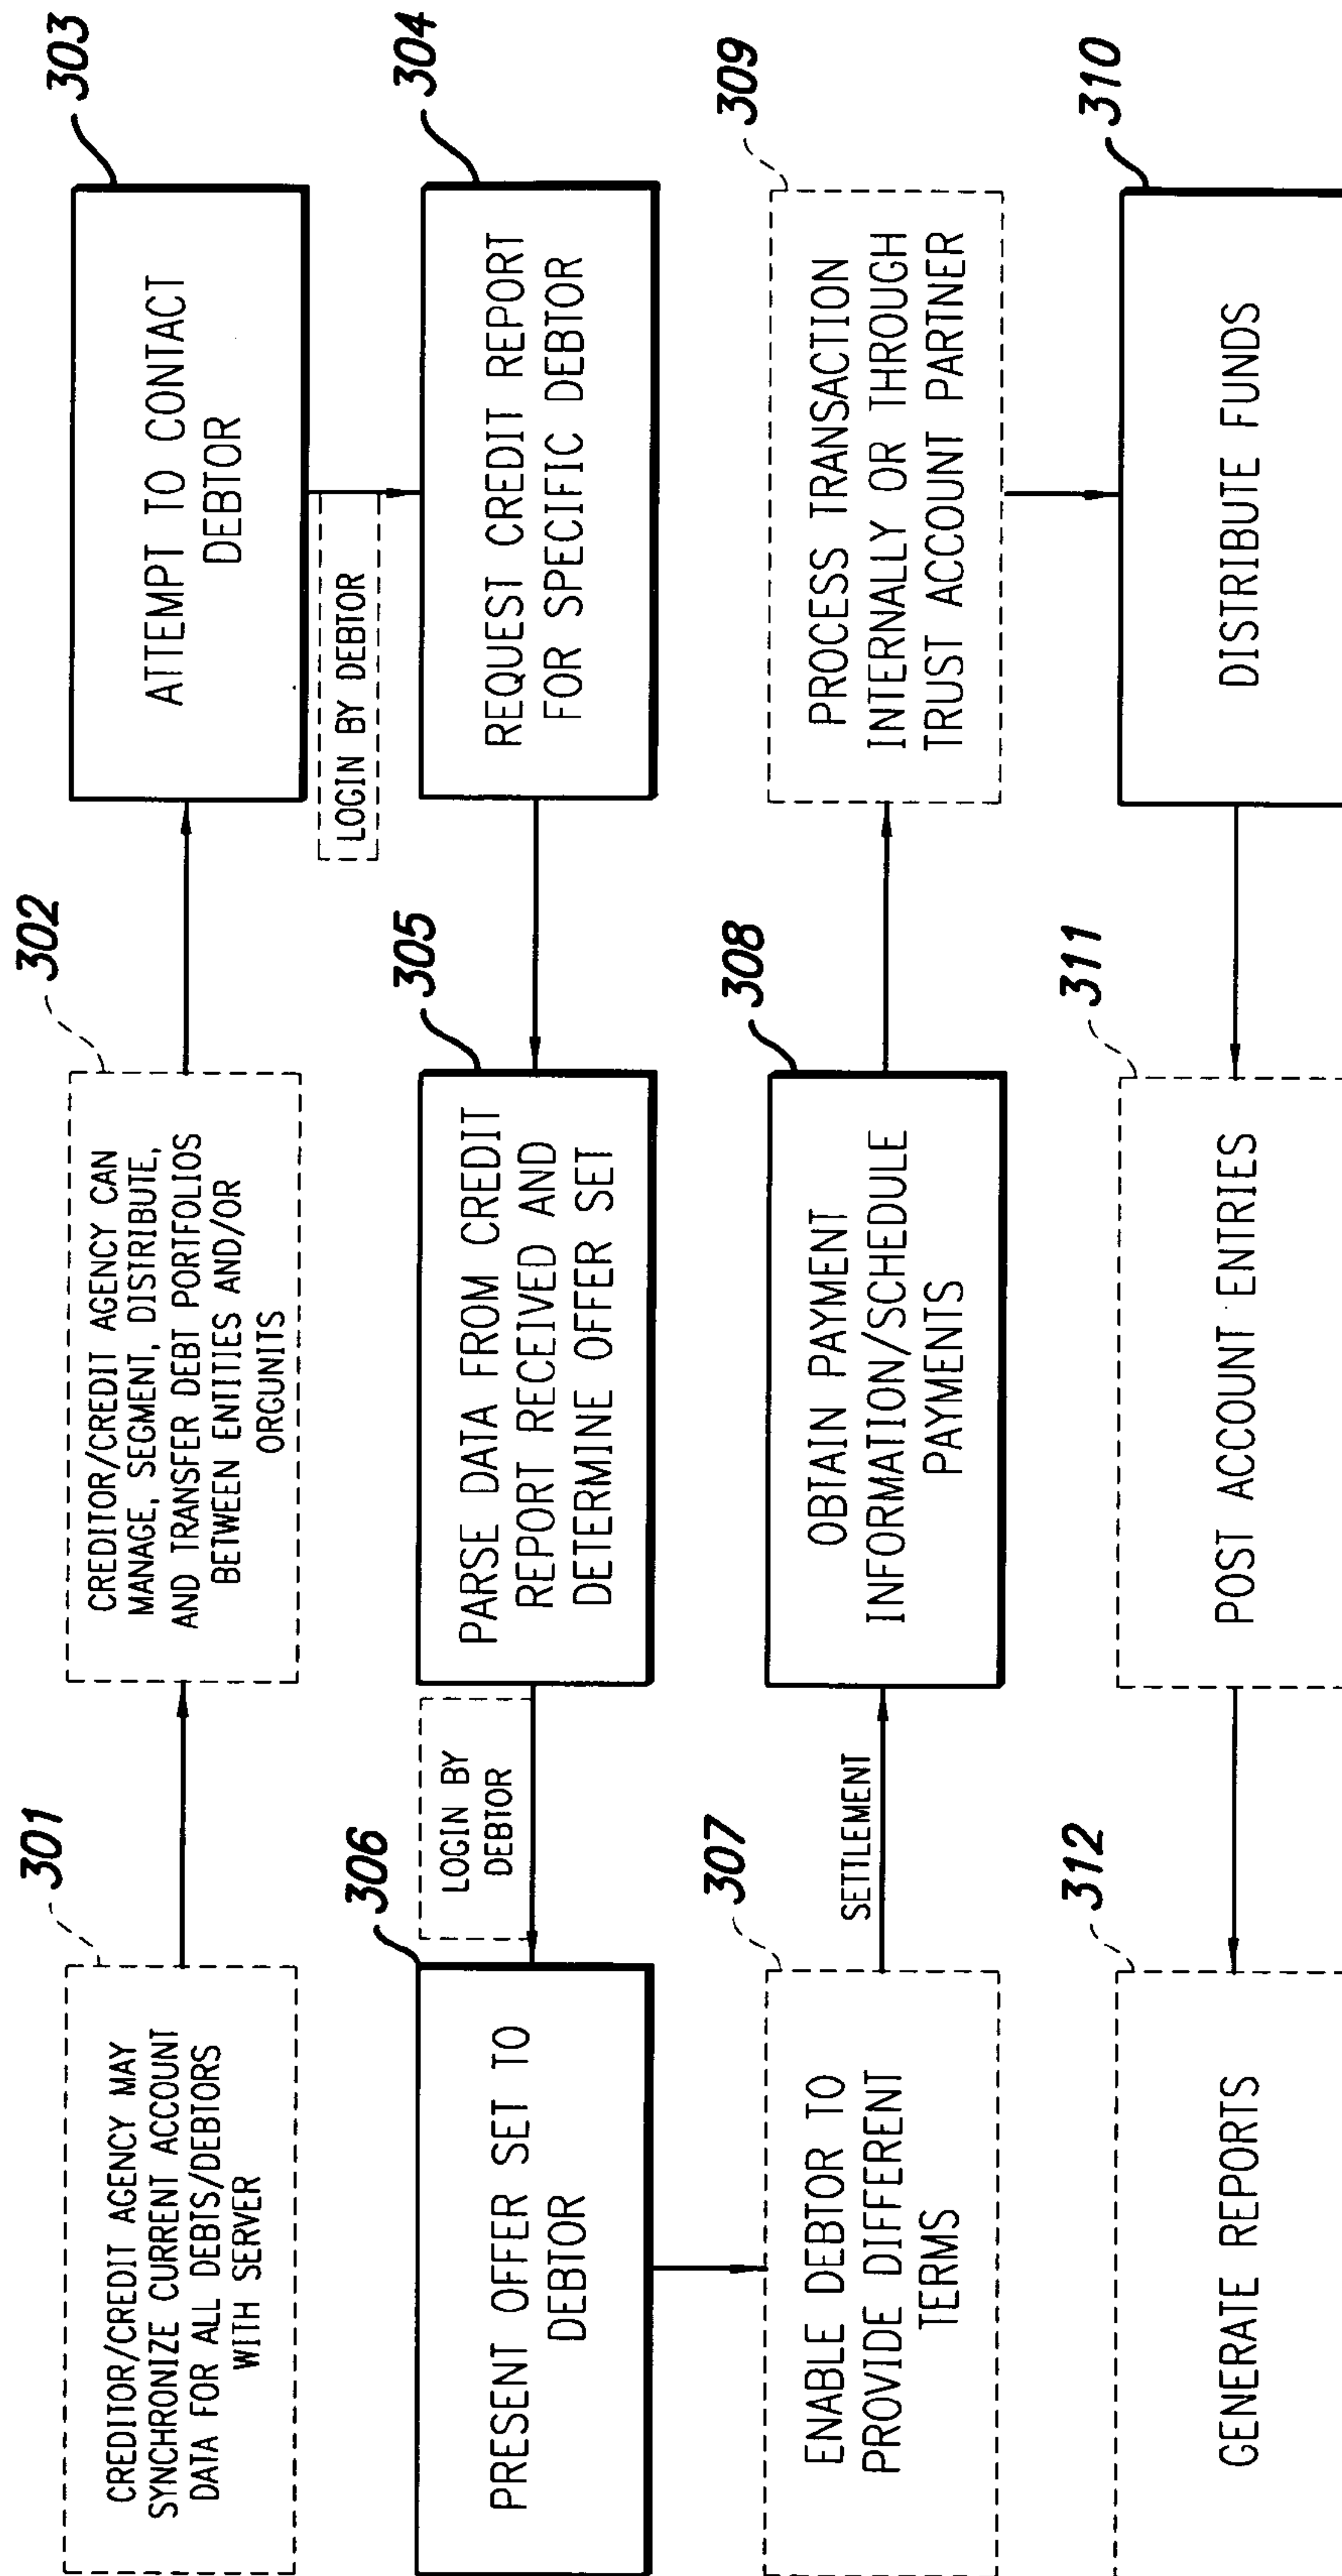 301
CREDITOR/CREDIT AGENCY MAY
SYNCHRONIZE CURRENT ACCOUNT
DATA FOR ALL DEBTS/DEBTORS
WITH SERVER
302
CREDITOR/CREDIT AGENCY CAN
MANAGE, SEGMENT, DISTRIBUTE,
AND TRANSFER DEBT PORTFOLIOS
BETWEEN ENTITIES AND/OR
ORGUNITS
303
ATTEMPT TO CONTACT
DEBTOR
LOGIN BY DEBTOR
304
REQUEST CREDIT REPORT
FOR SPECIFIC DEBTOR
305
PARSE DATA FROM CREDIT
REPORT RECEIVED AND
DETERMINE OFFER SET
LOGIN BY
DEBTOR
306
PRESENT OFFER SET TO
DEBTOR
307
ENABLE DEBTOR TO
PROVIDE DIFFERENT
TERMS
SETTLEMENT
308
OBTAIN PAYMENT
INFORMATION/SCHEDULE
PAYMENTS
309
PROCESS TRANSACTION
INTERNALLY OR THROUGH
TRUST ACCOUNT PARTNER
310
DISTRIBUTE FUNDS
311
POST ACCOUNT ENTRIES
312
GENERATE REPORTS